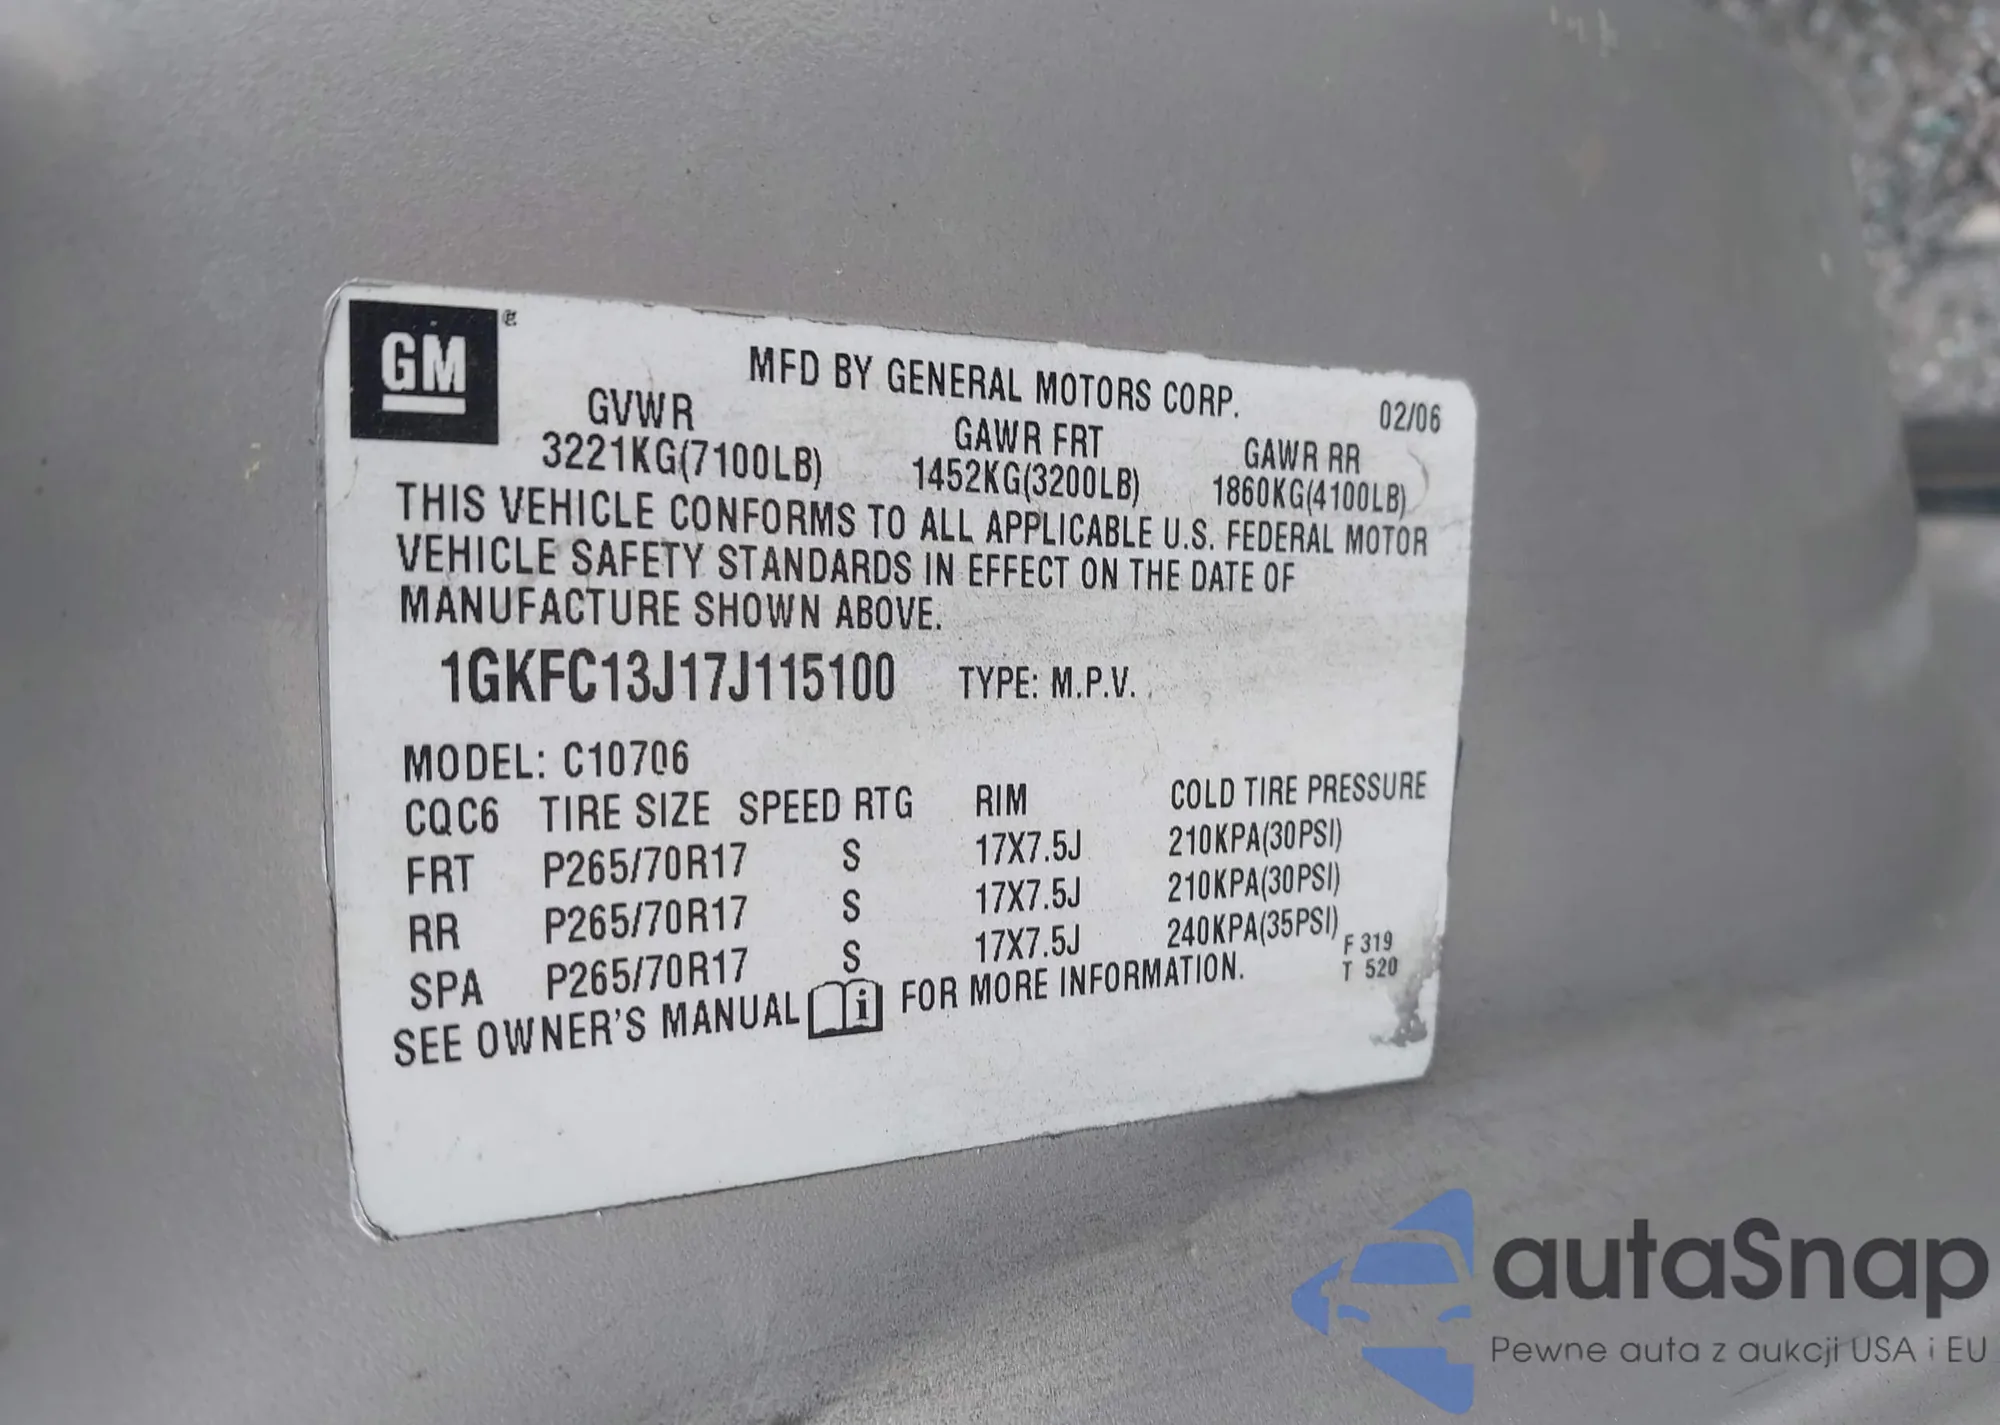 GM
MFD BY GENERAL MOTORS CORP.
02/06
GVWR GAWR FRT GAWR RR
3221KG(7100LB) 1452KG(3200LB) 1860KG(4100LB)
THIS VEHICLE CONFORMS TO ALL APPLICABLE U.S. FEDERAL MOTOR
VEHICLE SAFETY STANDARDS IN EFFECT ON THE DATE OF
MANUFACTURE SHOWN ABOVE.
1GKFC13J17J115100 TYPE: M.P.V.
MODEL: C10706
CQC6 TIRE SIZE SPEED RTG RIM COLD TIRE PRESSURE
FRT P265/70R17 S 17X7.5J 210KPA(30PSI)
RR P265/70R17 S 17X7.5J 210KPA(30PSI)
SPA P265/70R17 S 17X7.5J 240KPA(35PSI)
F 319
T 520
SEE OWNER'S MANUAL i FOR MORE INFORMATION.
autaSnap
Pewne auta z aukcji USA i EU